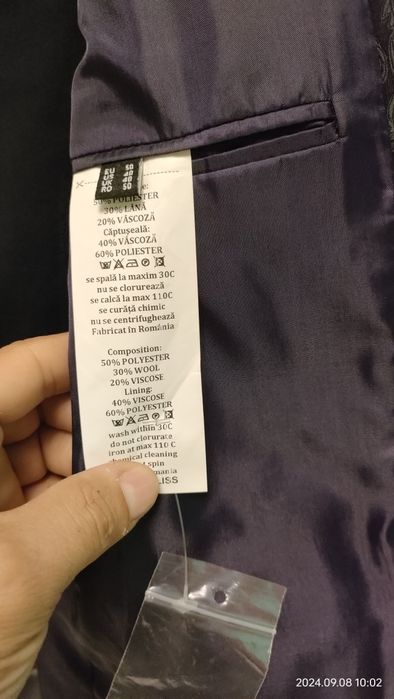 EU 50
US 40
UK 40
RO 50
50% POLIESTER
30% LÂNĂ
20% VÂSCOZĂ
Căptușeală:
40% VÂSCOZĂ
60% POLIESTER
se spală la maxim 30C
nu se clorurează
se calcă la max 110C
se curăță chimic
nu se centrifughează
Fabricat în România
Composition:
50% POLYESTER
30% WOOL
20% VISCOSE
Lining:
40% VISCOSE
60% POLYESTER
wash within 30C
do not clorurate
iron at max 110 C
chemical cleaning
spin
2024.09.08 10:02